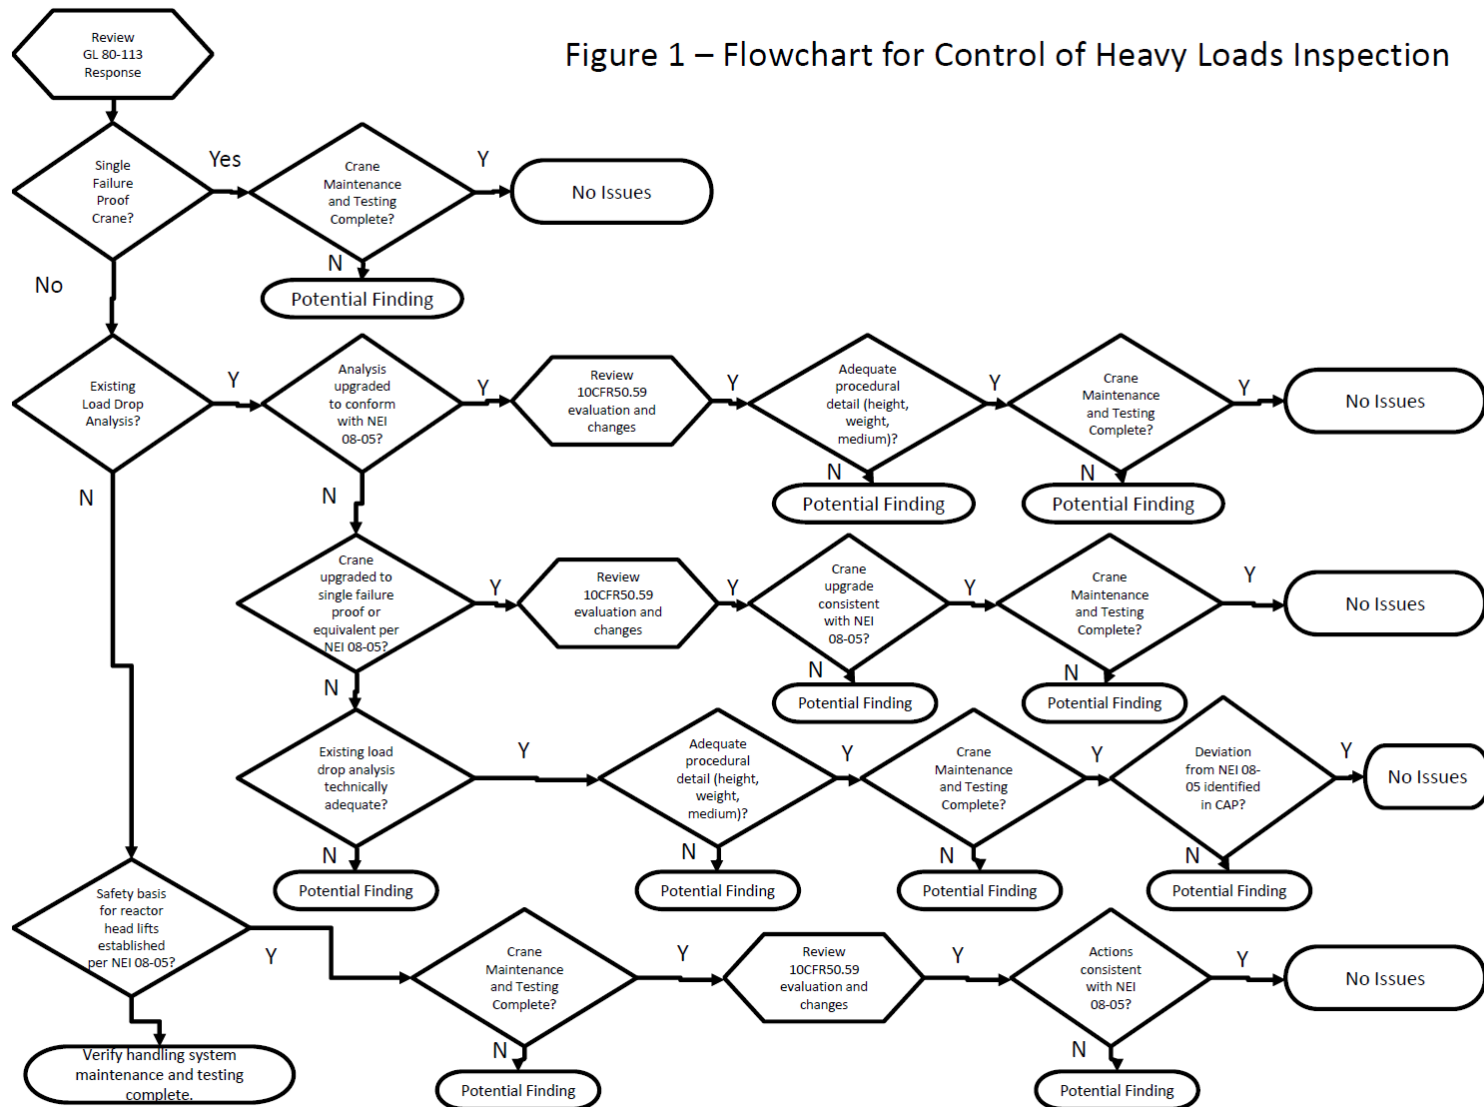 Figure 1 – Flowchart for Control of Heavy Loads Inspection
Review
GL 80-113
Response
Single
Failure
Proof
Crane?
Yes
Crane
Maintenance
and Testing
Complete?
Y
No Issues
N
Potential Finding
No
Existing
Load Drop
Analysis?
Y
Analysis
upgraded
to conform
with NEI
08-05?
Y
Review
10CFR50.59
evaluation and
changes
Y
Adequate
procedural
detail (height,
weight,
medium)?
Y
Crane
Maintenance
and Testing
Complete?
Y
No Issues
N
N
N
Potential Finding
N
Potential Finding
Crane
upgraded to
single failure
proof or
equivalent per
NEI 08-05?
Y
Review
10CFR50.59
evaluation and
changes
Y
Crane
upgrade
consistent
with NEI
08-05?
Y
Crane
Maintenance
and Testing
Complete?
Y
No Issues
N
N
Potential Finding
N
Potential Finding
Existing load
drop analysis
technically
adequate?
Y
Adequate
procedural
detail (height,
weight,
medium)?
Y
Crane
Maintenance
and Testing
Complete?
Y
Deviation
from NEI 08-
05 identified
in CAP?
Y
No Issues
N
Potential Finding
N
Potential Finding
N
Potential Finding
N
Potential Finding
Safety basis
for reactor
head lifts
established
per NEI 08-05?
Y
Crane
Maintenance
and Testing
Complete?
Y
Review
10CFR50.59
evaluation and
changes
Y
Actions
consistent
with NEI
08-05?
Y
No Issues
N
Verify handling system
maintenance and testing
complete.
N
Potential Finding
N
Potential Finding